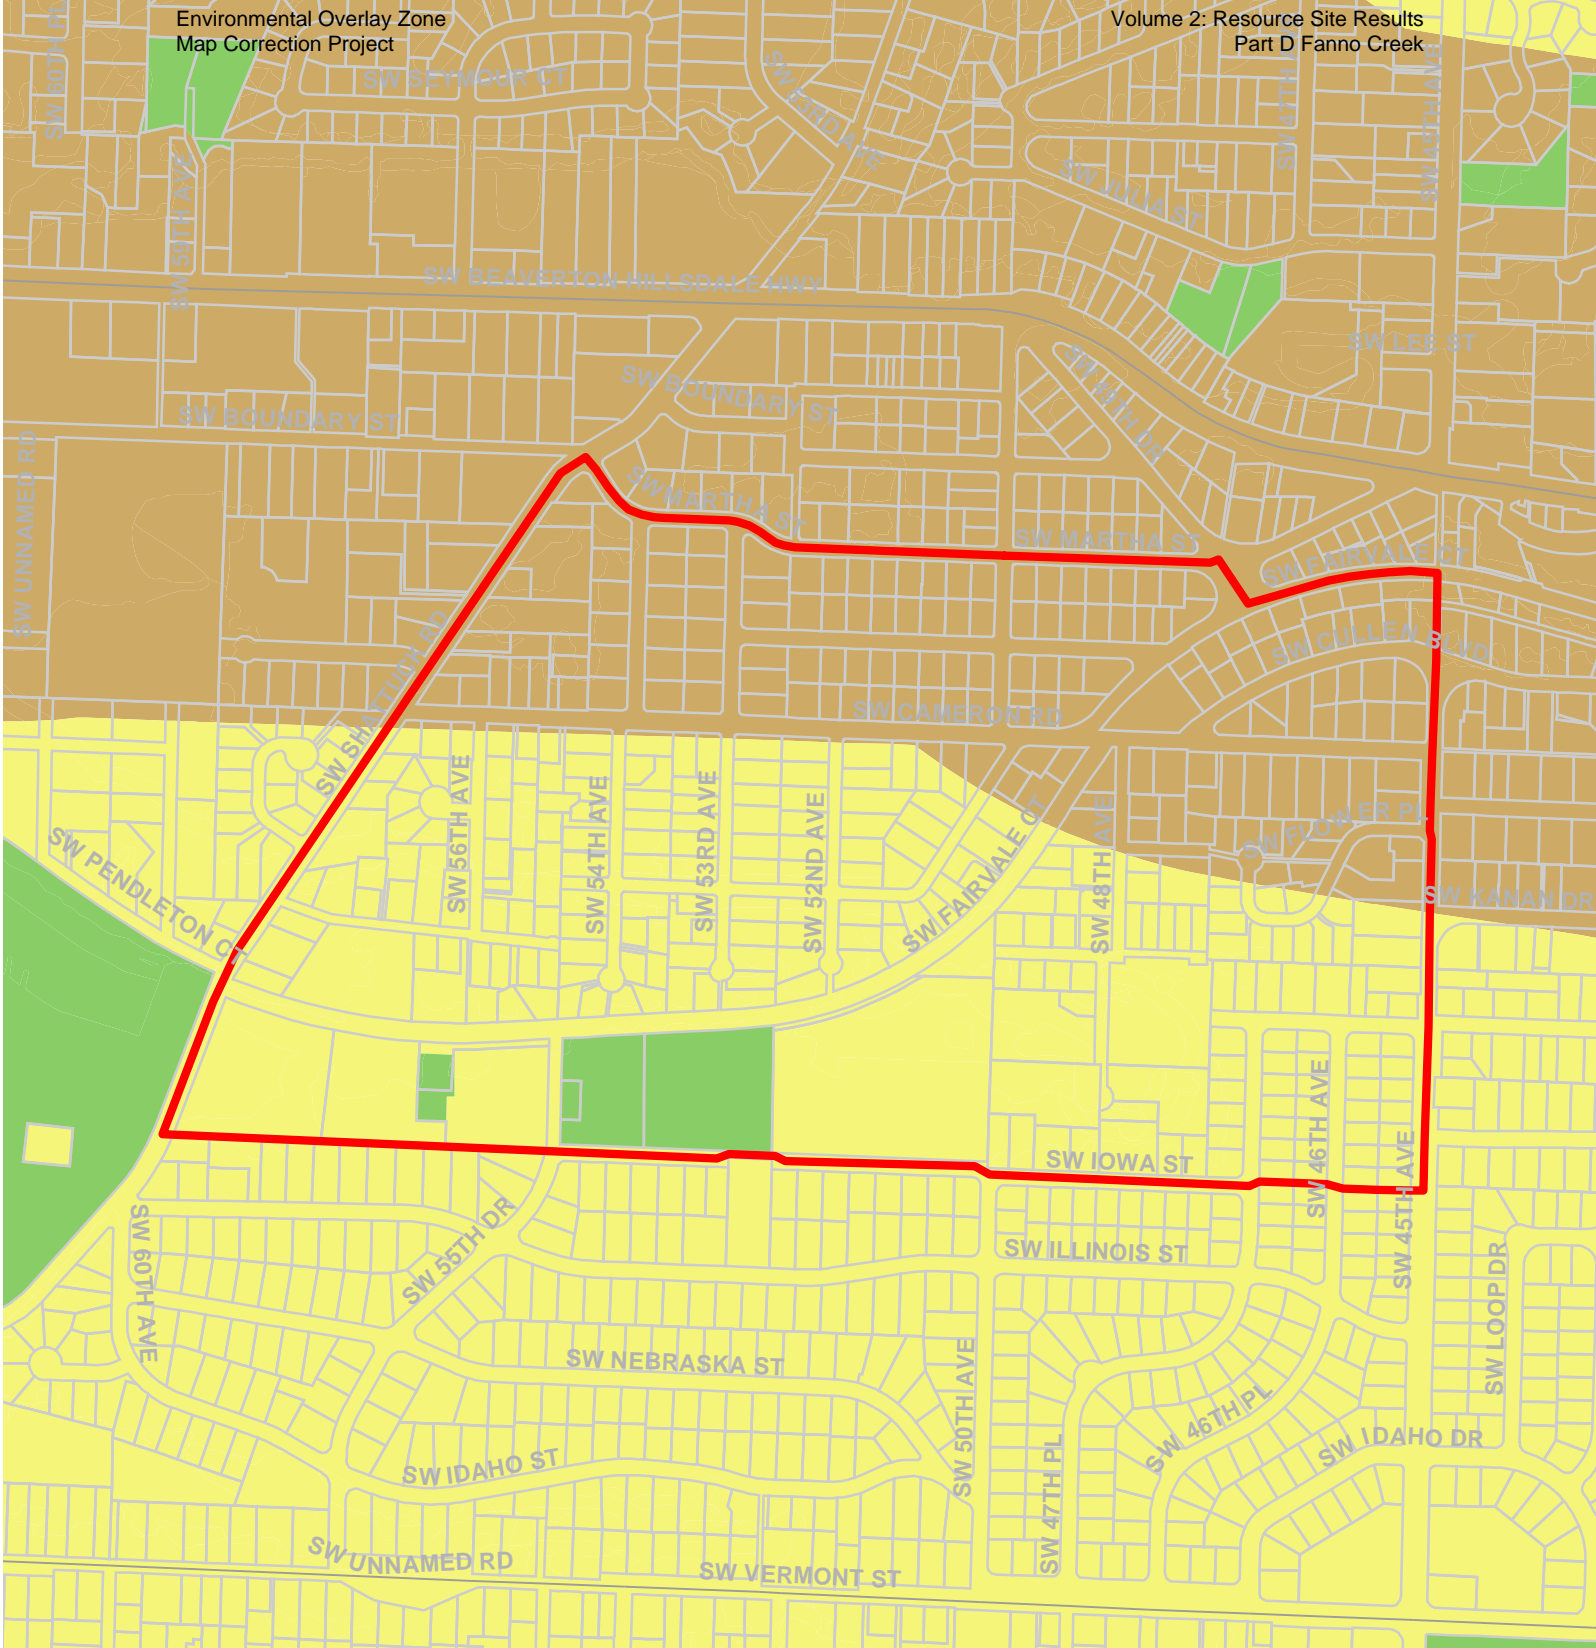 Environmental Overlay Zone
Map Correction Project
Volume 2: Resource Site Results
Part D Fanno Creek
SW 30TH PL
SW SEYMOUR CT
SW 63RD AVE
SW 47TH A
SW 45TH AVE
SW 59TH AVE
SW JULIA ST
SW BEAVERTON HILLSDALE HWY
SW LEE ST
SW BOUNDARY ST
SW BOUNDARY ST
SW 49TH DR
SW UNNAMED RD
SW MARTHA ST
SW MARTHA ST
SW FAIRVALE CT
SW CULLEN BLVD
SW SHATTUCK RD
SW CAMERON RD
SW PENDLETON CT
SW 56TH AVE
SW 54TH AVE
SW 53RD AVE
SW 52ND AVE
SW FAIRVALE CT
SW 48TH AVE
SW FLOWER PL
SW KANAN DR
SW IOWA ST
SW 46TH AVE
SW 45TH AVE
SW 60TH AVE
SW 55TH DR
SW ILLINOIS ST
SW LOOP DR
SW NEBRASKA ST
SW 50TH AVE
SW 46TH PL
SW IDAHO DR
SW IDAHO ST
SW 47TH PL
SW UNNAMED RD
SW VERMONT ST